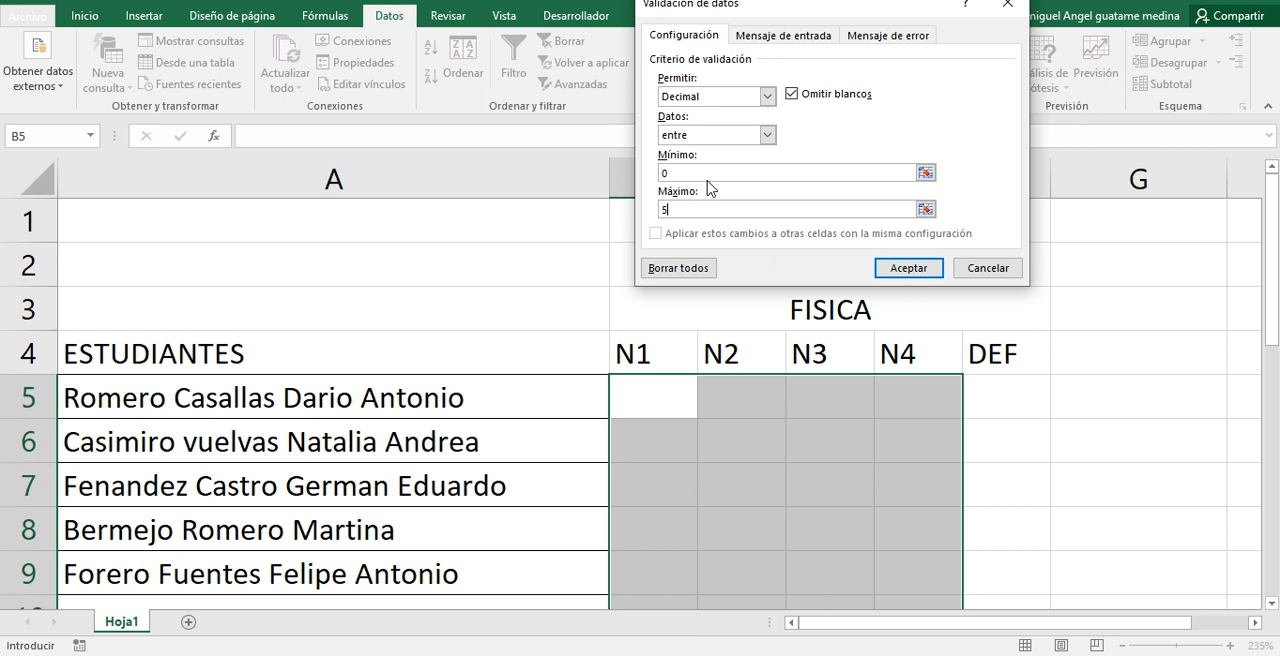 Archivo Inicio Insertar Diseño de página Fórmulas Datos Revisar Vista Desarrollador
Validación de datos ?
niguel Angel guatame medina Compartir
Obtener datos externos
Nueva consulta
Mostrar consultas
Desde una tabla
Fuentes recientes
Obtener y transformar
Actualizar todo
Conexiones
Propiedades
Editar vínculos
Conexiones
Ordenar
Filtro
Borrar
Volver a aplicar
Avanzadas
Ordenar y filtrar
Previsión
Previsión
Agrupar
Desagrupar
Subtotal
Esquema
Configuración Mensaje de entrada Mensaje de error
Criterio de validación
Permitir:
Decimal
Omitir blancos
Datos:
entre
Mínimo:
0
Máximo:
5
Aplicar estos cambios a otras celdas con la misma configuración
Borrar todos Aceptar Cancelar
B5 fx
A G
1
2
3 FISICA
4 ESTUDIANTES N1 N2 N3 N4 DEF
5 Romero Casallas Dario Antonio
6 Casimiro vuelvas Natalia Andrea
7 Fenandez Castro German Eduardo
8 Bermejo Romero Martina
9 Forero Fuentes Felipe Antonio
Hoja1
Introducir 235%